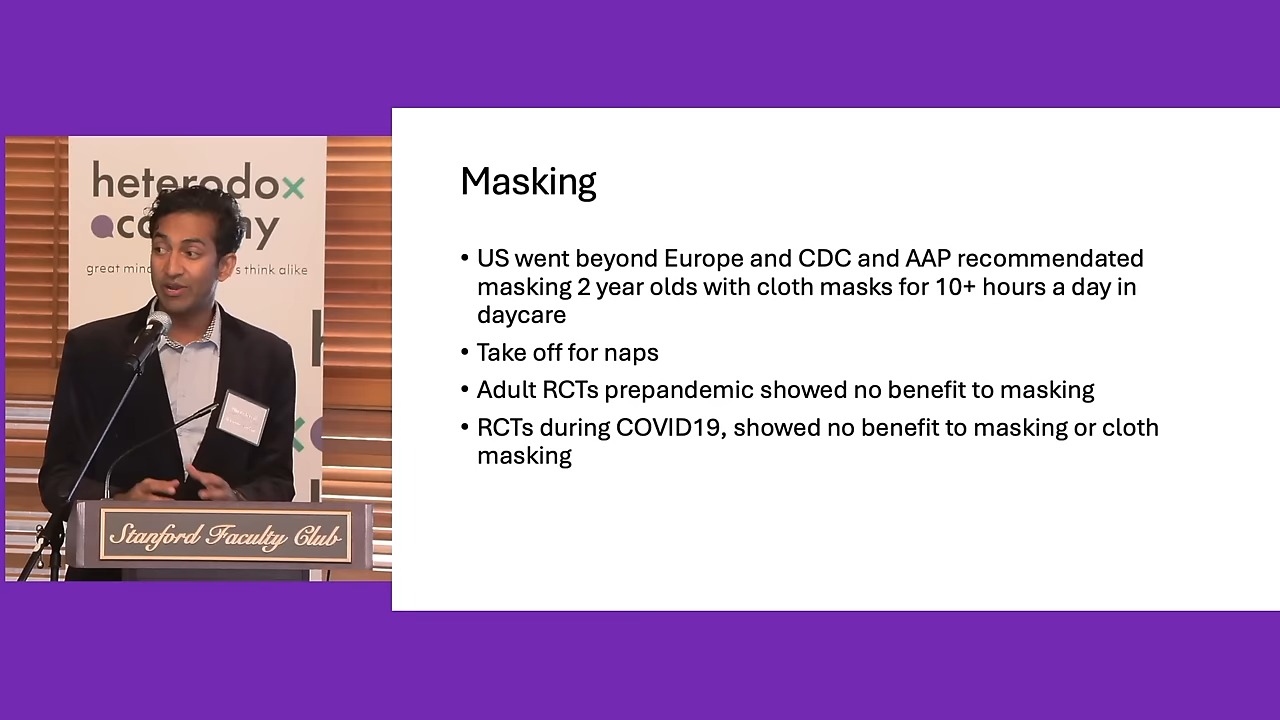 heterodox
great mind s think alike
Stanford Faculty Club
Masking
• US went beyond Europe and CDC and AAP recommendated
masking 2 year olds with cloth masks for 10+ hours a day in
daycare
• Take off for naps
• Adult RCTs prepandemic showed no benefit to masking
• RCTs during COVID19, showed no benefit to masking or cloth
masking